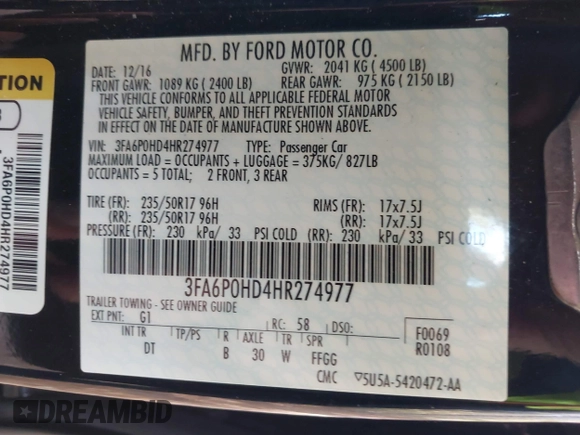 MFD. BY FORD MOTOR CO.
DATE: 12/16 GVWR: 2041 KG ( 4500 LB)
FRONT GAWR: 1089 KG ( 2400 LB) REAR GAWR: 975 KG ( 2150 LB)
THIS VEHICLE CONFORMS TO ALL APPLICABLE FEDERAL MOTOR
VEHICLE SAFETY, BUMPER, AND THEFT PREVENTION STANDARDS
IN EFFECT ON THE DATE OF MANUFACTURE SHOWN ABOVE.
VIN: 3FA6P0HD4HR274977 TYPE: Passenger Car
MAXIMUM LOAD = OCCUPANTS + LUGGAGE = 375KG/ 827LB
OCCUPANTS = 5 TOTAL; 2 FRONT, 3 REAR
TIRE (FR): 235/50R17 96H RIMS (FR): 17x7.5J
(RR): 235/50R17 96H (RR): 17x7.5J
PRESSURE (FR): 230 kPa/ 33 PSI COLD (RR): 230 kPa/ 33 PSI COLD
3FA6P0HD4HR274977
TRAILER TOWING - SEE OWNER GUIDE
EXT PNT: G1 RC: 58 DSO:
INT TR TP/PS R AXLE TR SPR
DT B 30 W FFGG
F0069
R0108
CMC ▽5U5A-5420472-AA
TION
3FA6P0HD4HR274977
DREAMBID